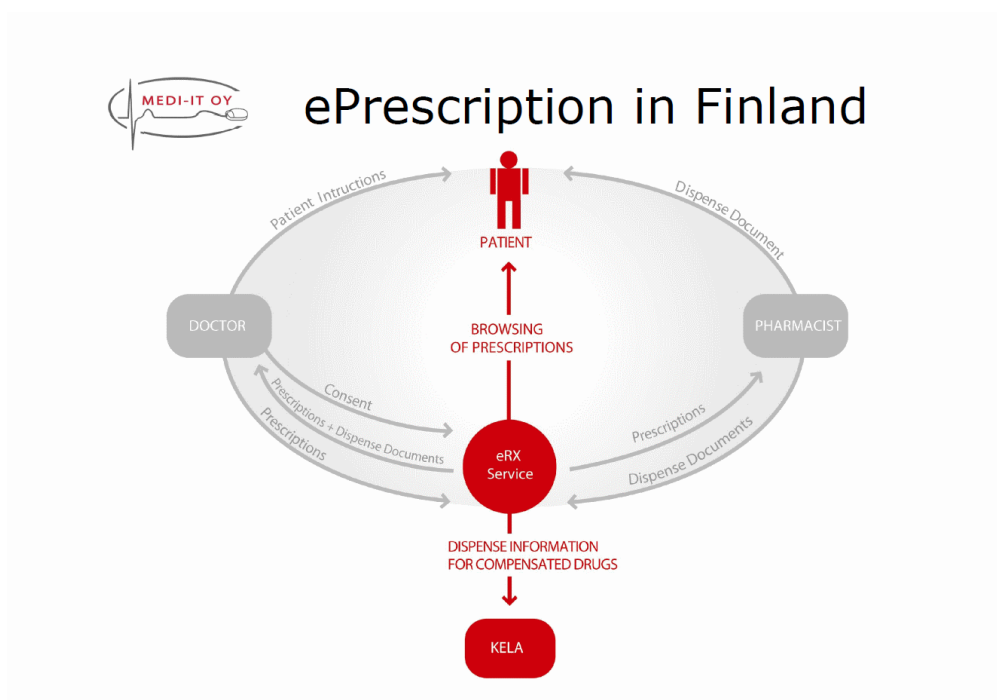 MEDI-IT OY
ePrescription in Finland
Patient Intructions
Dispense Document
PATIENT
DOCTOR
PHARMACIST
BROWSING
OF PRESCRIPTIONS
Consent
Prescriptions + Dispense Documents
Prescriptions
Prescriptions
Dispense Documents
eRX
Service
DISPENSE INFORMATION
FOR COMPENSATED DRUGS
KELA